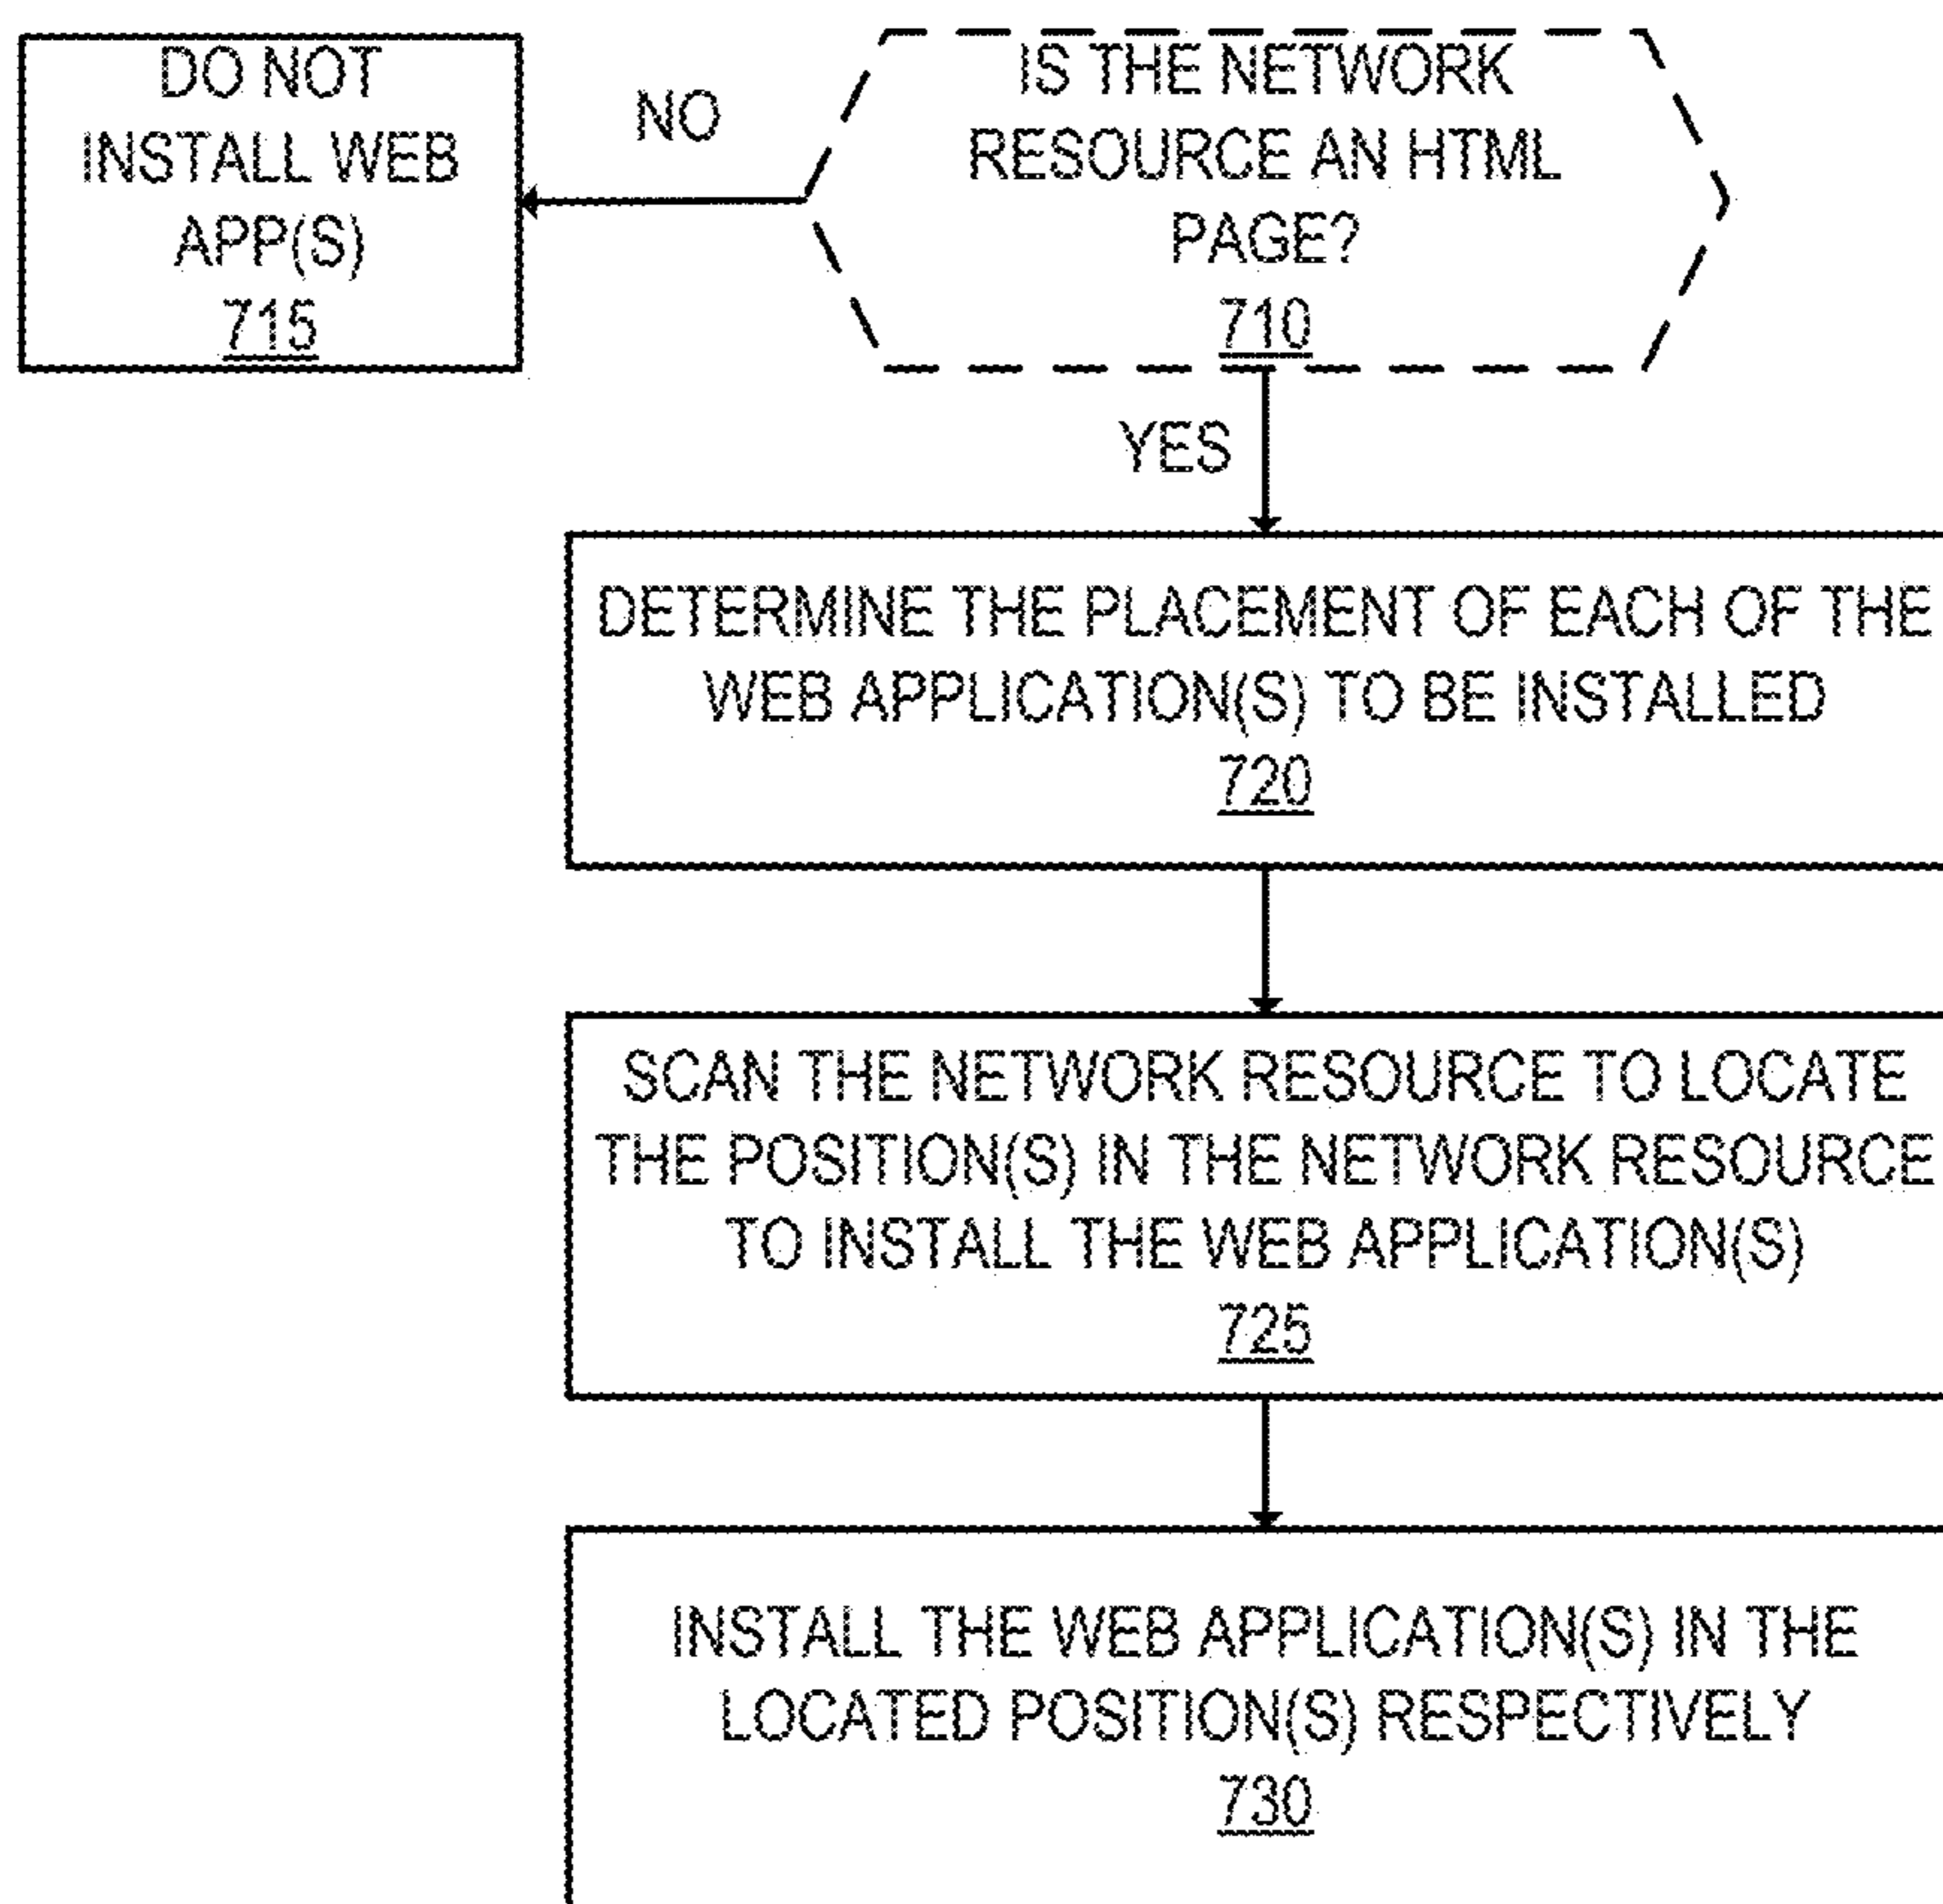 DO NOT
INSTALL WEB
APP(S)
715
NO
IS THE NETWORK
RESOURCE AN HTML
PAGE?
710
YES
DETERMINE THE PLACEMENT OF EACH OF THE
WEB APPLICATION(S) TO BE INSTALLED
720
SCAN THE NETWORK RESOURCE TO LOCATE
THE POSITION(S) IN THE NETWORK RESOURCE
TO INSTALL THE WEB APPLICATION(S)
725
INSTALL THE WEB APPLICATION(S) IN THE
LOCATED POSITION(S) RESPECTIVELY
730